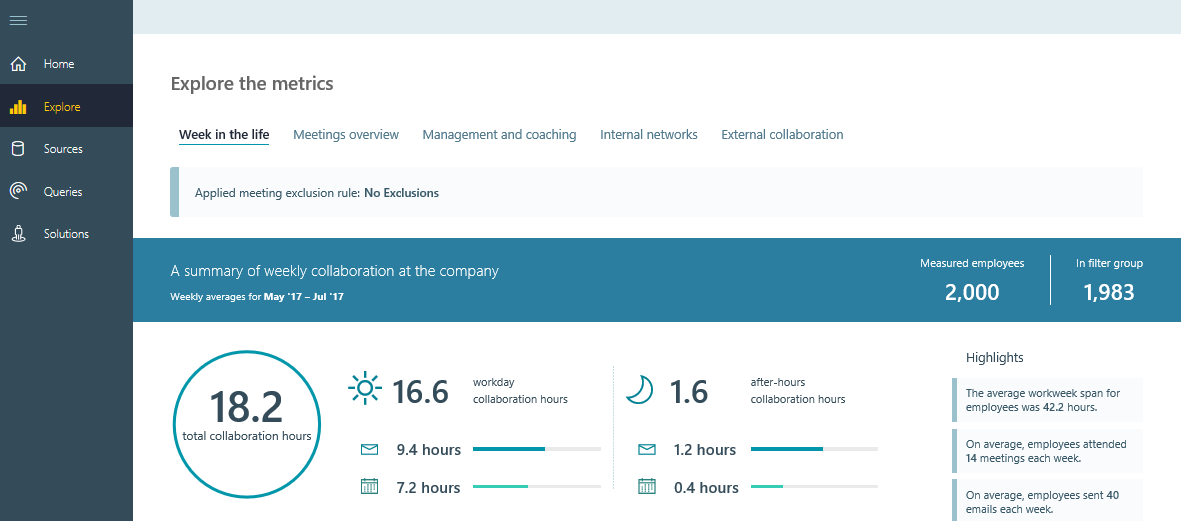 Home
Explore
Sources
Queries
Solutions
Explore the metrics
Week in the life
Meetings overview
Management and coaching
Internal networks
External collaboration
Applied meeting exclusion rule: No Exclusions
A summary of weekly collaboration at the company
Weekly averages for May '17 – Jul '17
Measured employees
2,000
In filter group
1,983
18.2
total collaboration hours
16.6
workday
collaboration hours
9.4 hours
7.2 hours
1.6
after-hours
collaboration hours
1.2 hours
0.4 hours
Highlights
The average workweek span for
employees was 42.2 hours.
On average, employees attended
14 meetings each week.
On average, employees sent 40
emails each week.